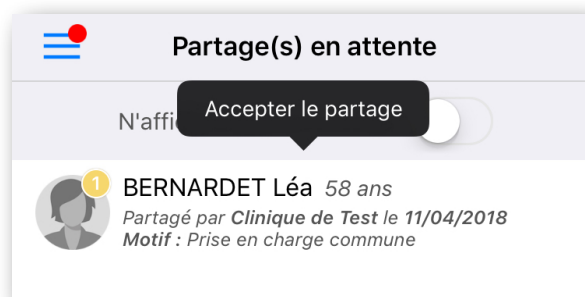 Partage(s) en attente
Accepter le partage
N'affi
1
BERNARDET Léa 58 ans
Partagé par Clinique de Test le 11/04/2018
Motif : Prise en charge commune